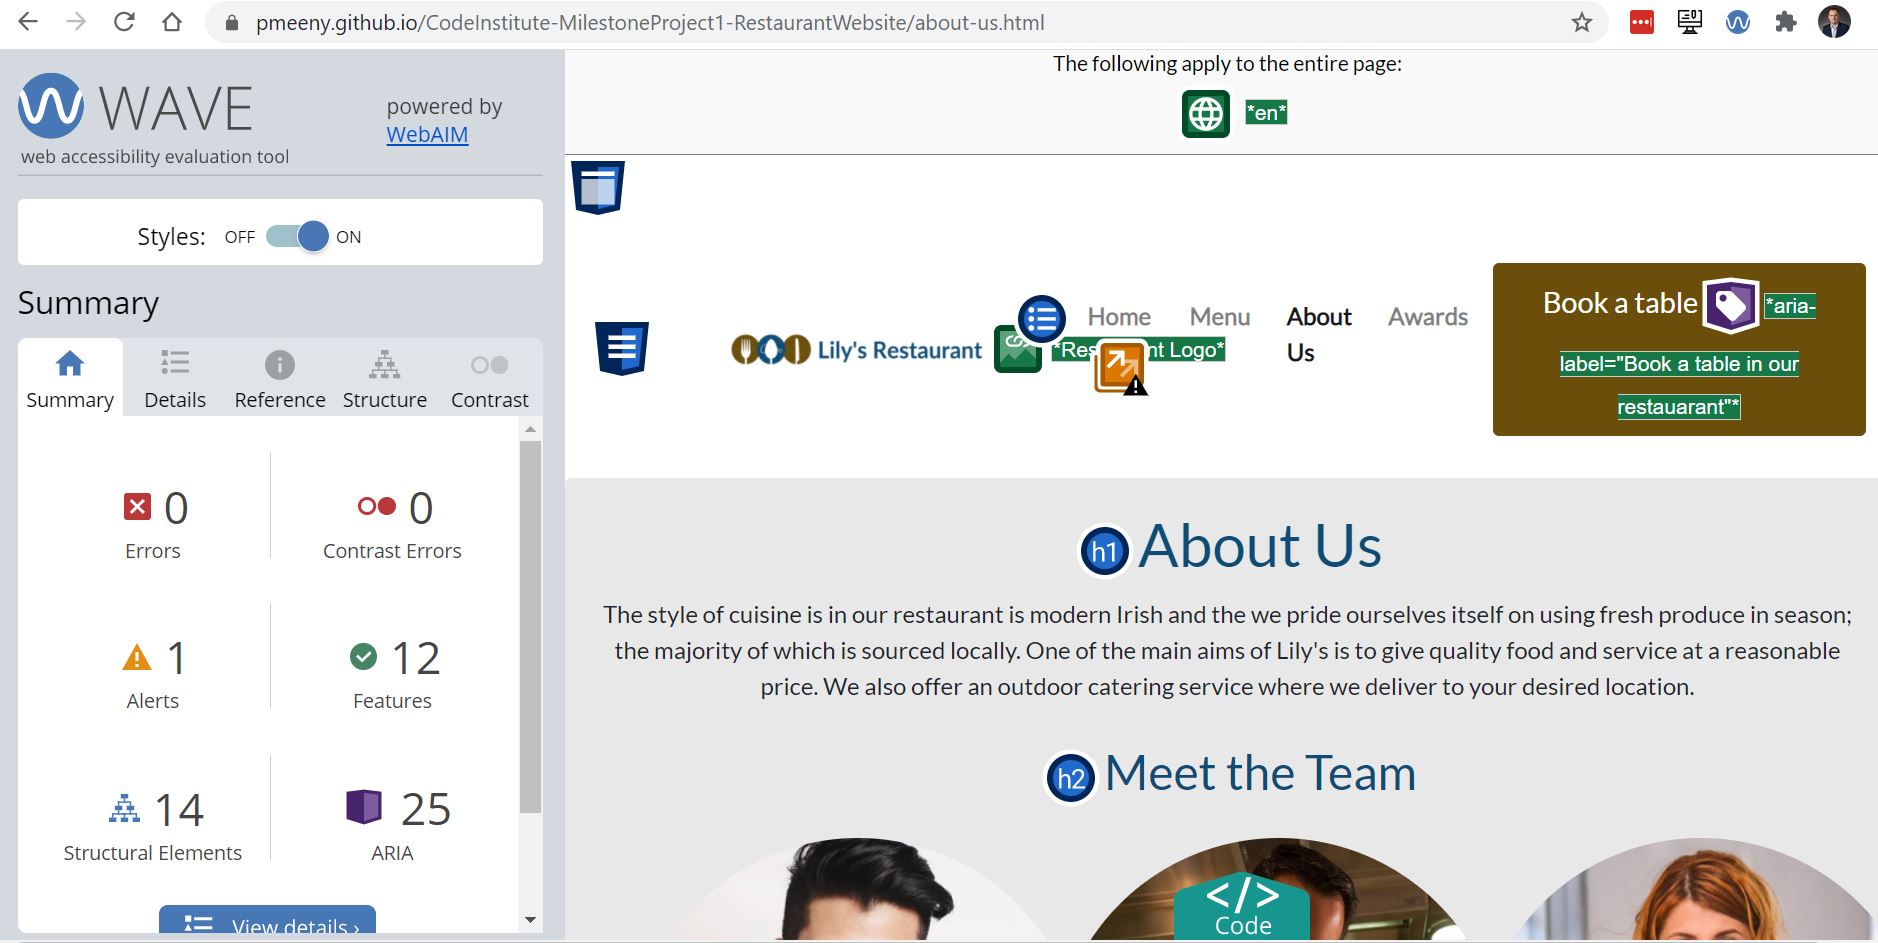 pmeeny.github.io/CodeInstitute-MilestoneProject1-RestaurantWebsite/about-us.html
WAVE
powered by
WebAIM
web accessibility evaluation tool
Styles: OFF ON
Summary
Summary Details Reference Structure Contrast
0 0
Errors Contrast Errors
1 12
Alerts Features
14 25
Structural Elements ARIA
View details ›
The following apply to the entire page:
*en*
Lily's Restaurant
nt Logo*
Home Menu About Us Awards
Book a table *aria-
label="Book a table in our
restauarant"*
h1 About Us
The style of cuisine is in our restaurant is modern Irish and the we pride ourselves itself on using fresh produce in season;
the majority of which is sourced locally. One of the main aims of Lily's is to give quality food and service at a reasonable
price. We also offer an outdoor catering service where we deliver to your desired location.
h2 Meet the Team
</>
Code